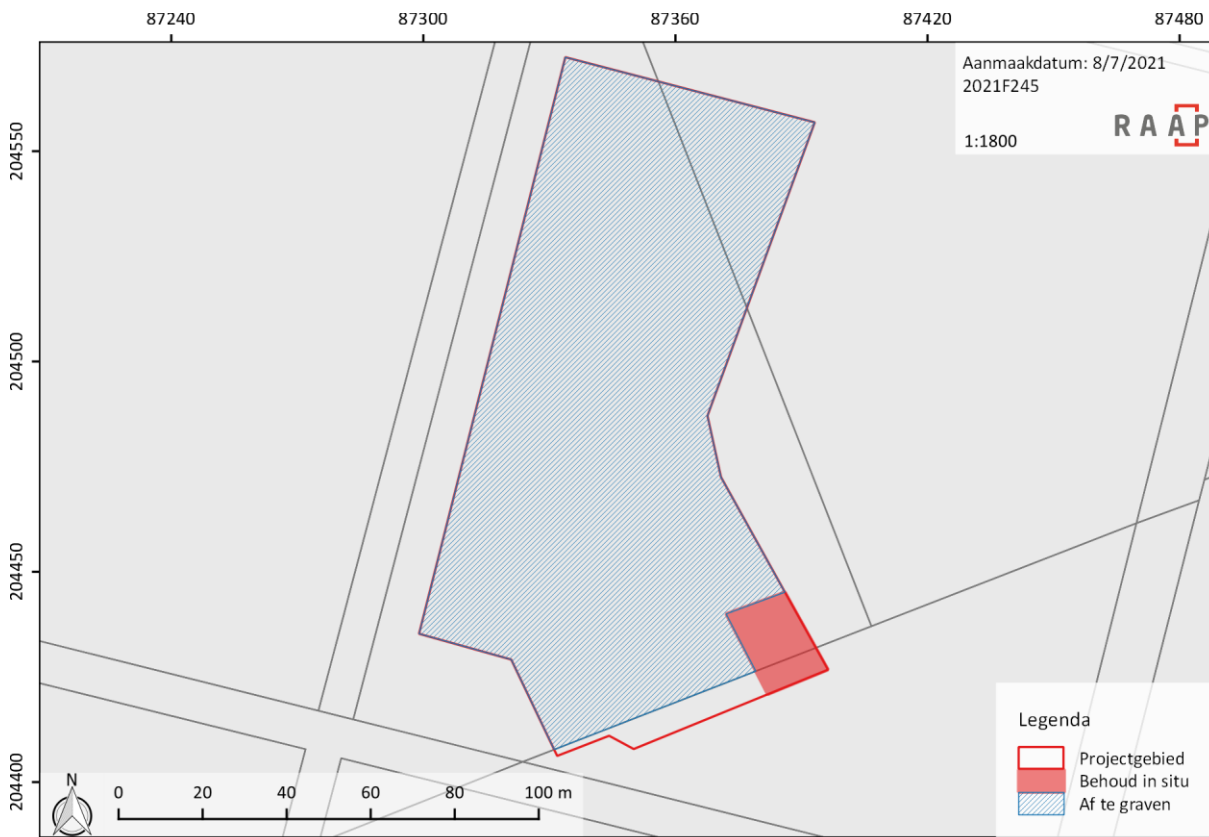 87240 87300 87360 87420 87480
Aanmaakdatum: 8/7/2021
2021F245
RAAP
1:1800
204550
204500
204450
204400
N
0 20 40 60 80 100 m
Legenda
Projectgebied
Behoud in situ
Af te graven